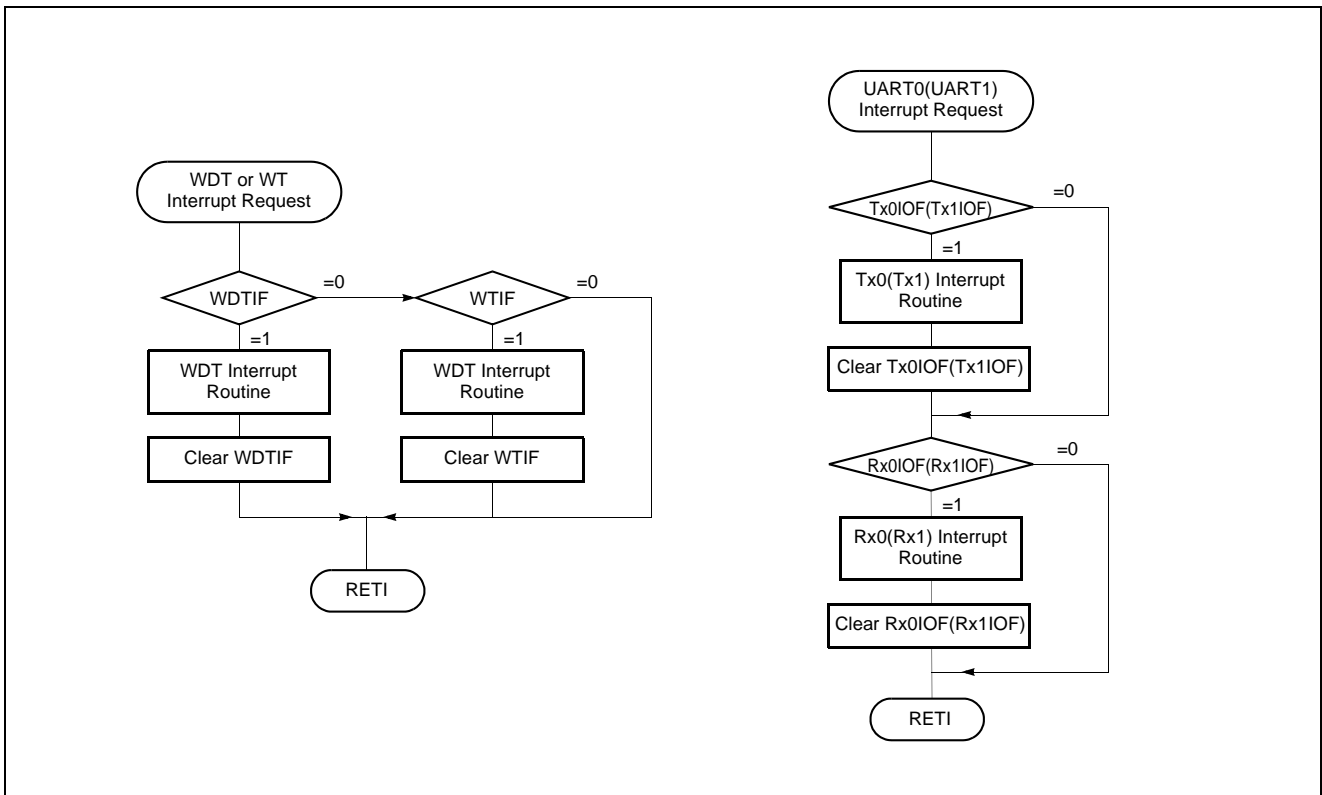 WDT or WT
Interrupt Request
WDTIF
=0
WTIF
=0
=1
=1
WDT Interrupt
Routine
WDT Interrupt
Routine
Clear WDTIF
Clear WTIF
RETI
UART0(UART1)
Interrupt Request
Tx0IOF(Tx1IOF)
=0
=1
Tx0(Tx1) Interrupt
Routine
Clear Tx0IOF(Tx1IOF)
Rx0IOF(Rx1IOF)
=0
=1
Rx0(Rx1) Interrupt
Routine
Clear Rx0IOF(Rx1IOF)
RETI